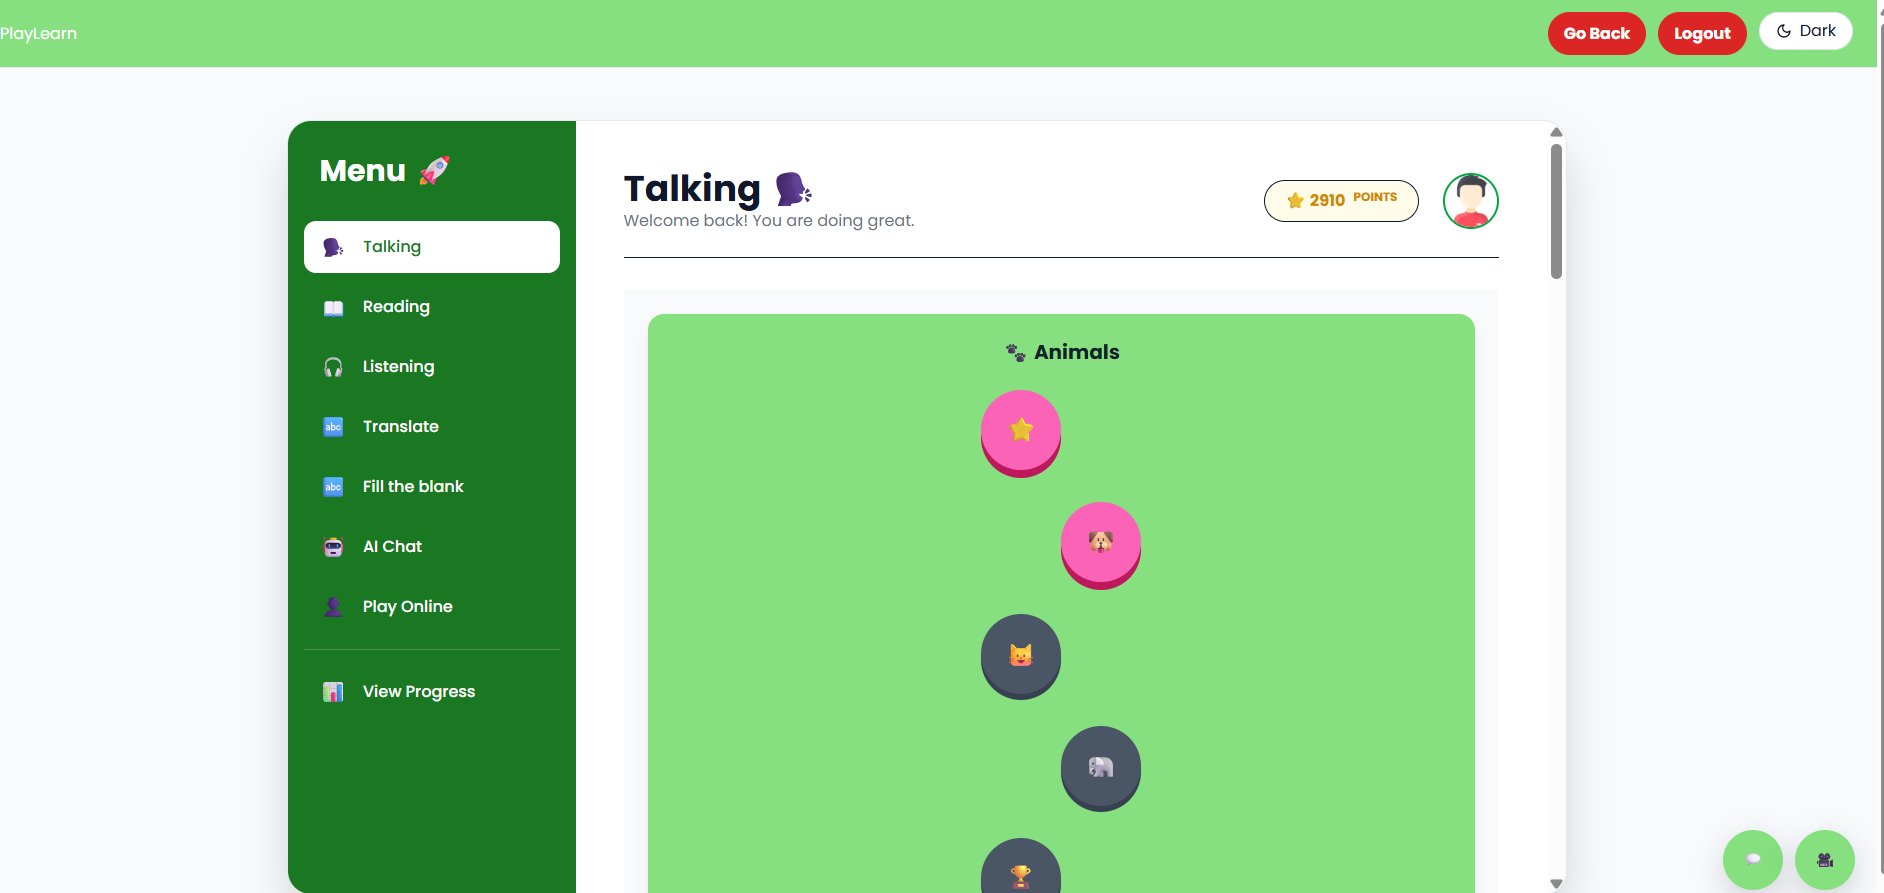 PlayLearn
Go Back
Logout
Dark
Menu
Talking
Reading
Listening
Translate
Fill the blank
AI Chat
Play Online
View Progress
Talking
Welcome back! You are doing great.
2910 POINTS
Animals